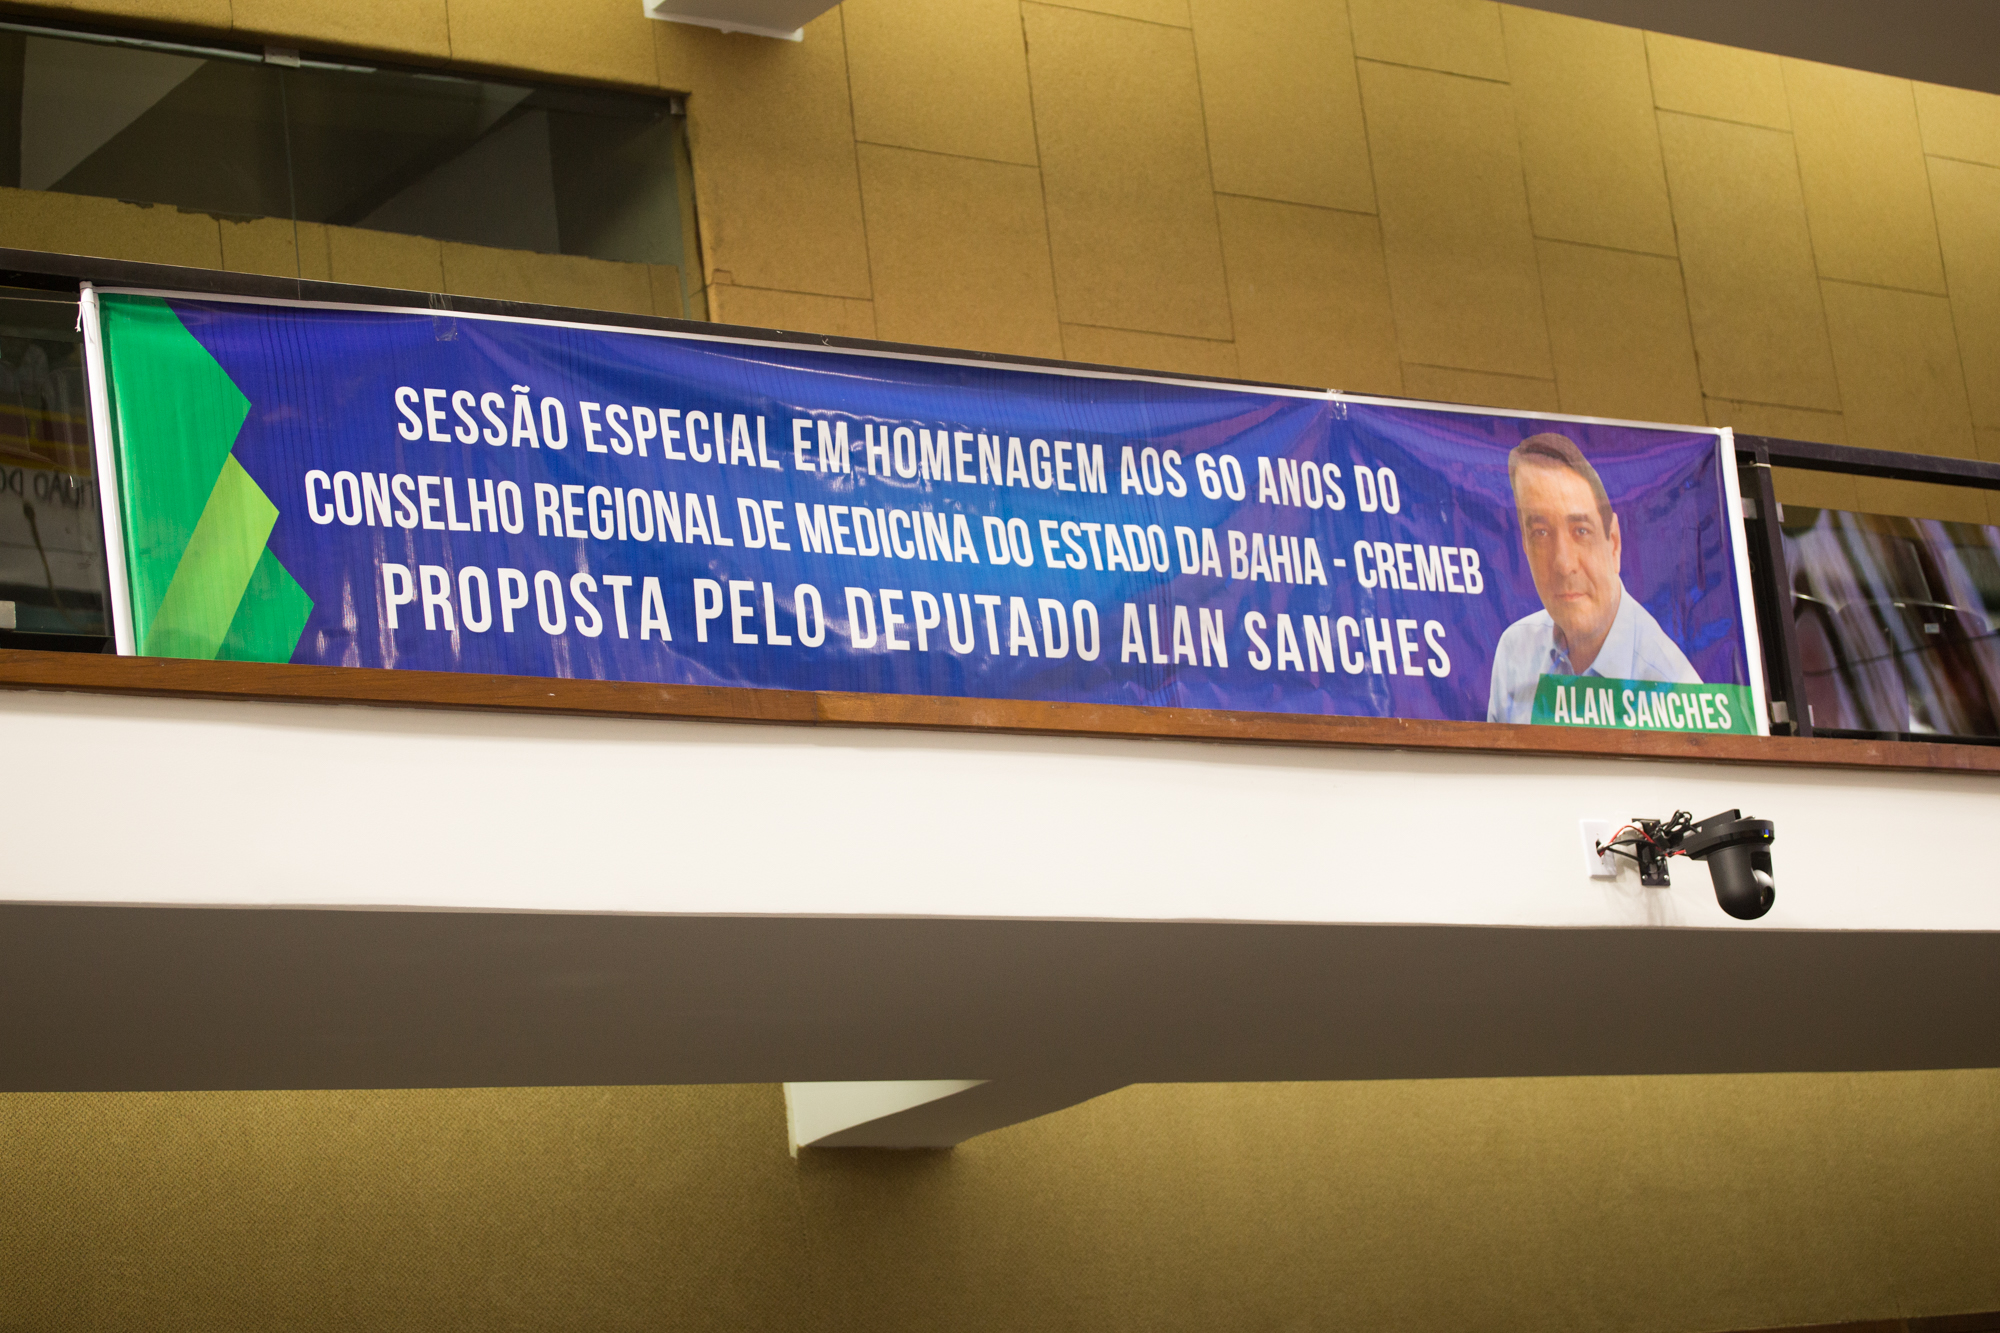 SESSÃO ESPECIAL EM HOMENAGEM AOS 60 ANOS DO
CONSELHO REGIONAL DE MEDICINA DO ESTADO DA BAHIA - CREMEB
PROPOSTA PELO DEPUTADO ALAN SANCHES
ALAN SANCHES